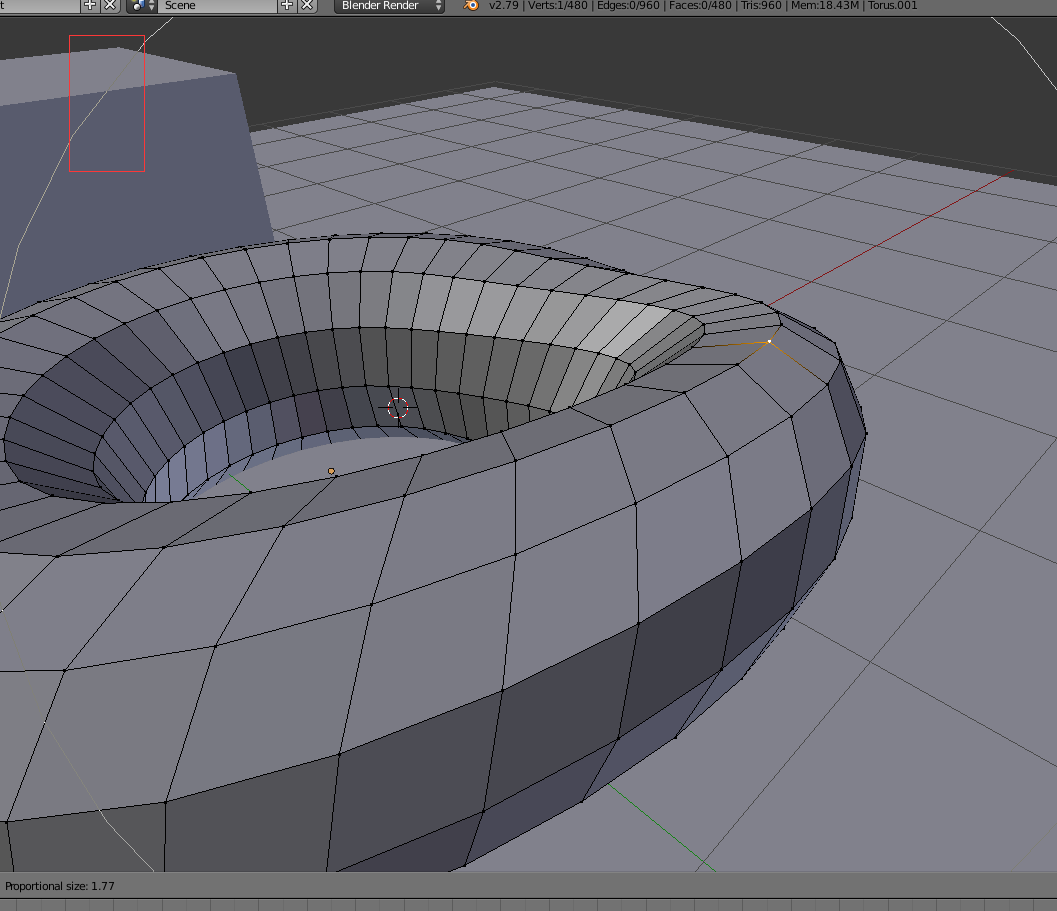 t Scene Blender Render v2.79 | Verts:1/480 | Edges:0/960 | Faces:0/480 | Tris:960 | Mem:18.43M | Torus.001
Proportional size: 1.77